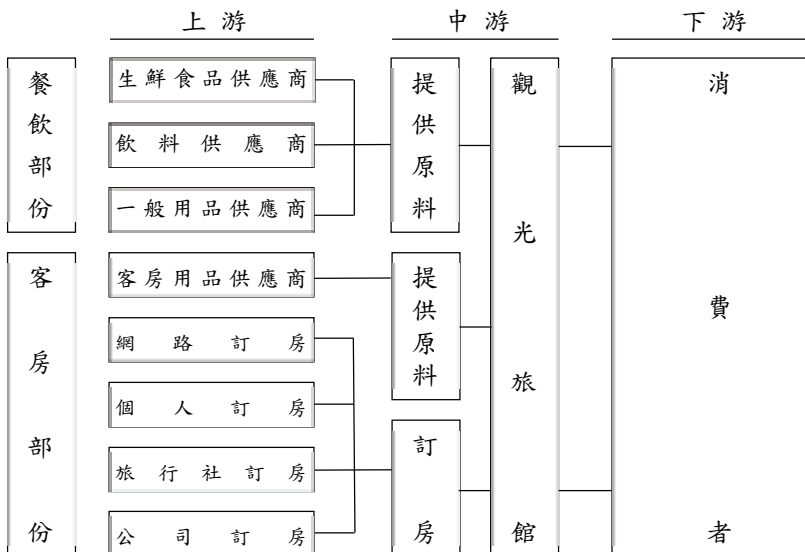 上游 中游 下游
餐飲部份
生鮮食品供應商
飲料供應商
一般用品供應商
提供原料
客房部份
客房用品供應商
網路訂房
個人訂房
旅行社訂房
公司訂房
提供原料
訂房
觀光旅館
消費者